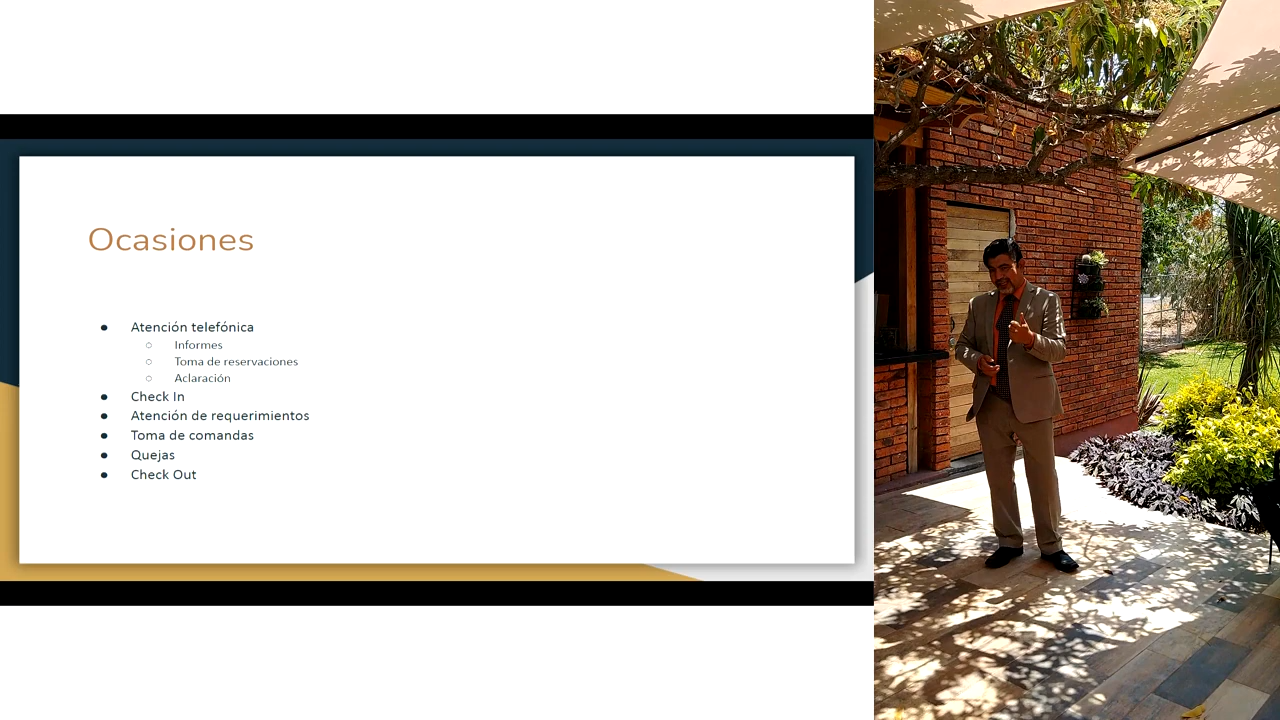 Ocasiones
● Atención telefónica
○ Informes
○ Toma de reservaciones
○ Aclaración
● Check In
● Atención de requerimientos
● Toma de comandas
● Quejas
● Check Out